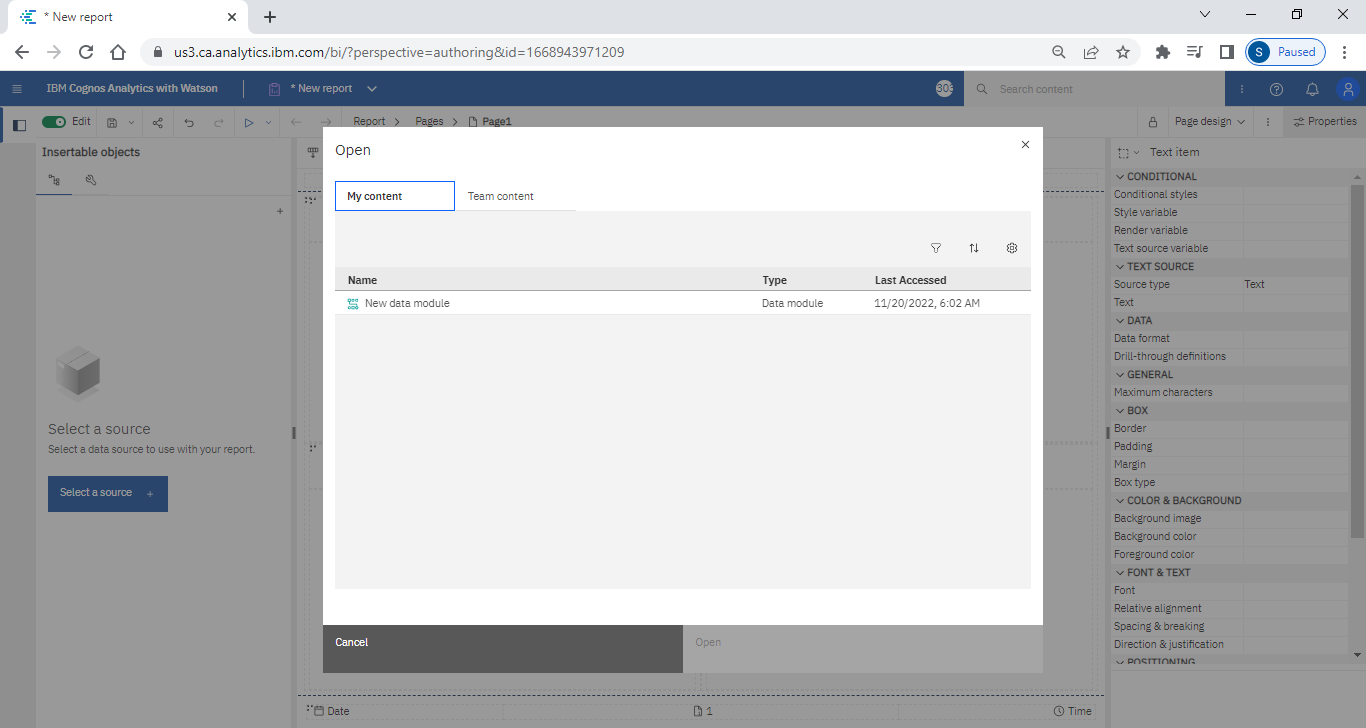 * New report
us3.ca.analytics.ibm.com/bi/?perspective=authoring&id=1668943971209
S Paused
IBM Cognos Analytics with Watson
* New report
Search content
Edit
Report > Pages > Page1
Page design
Properties
Insertable objects
Select a source
Select a data source to use with your report.
Select a source +
Open
My content
Team content
Name Type Last Accessed
New data module Data module 11/20/2022, 6:02 AM
Cancel
Open
Date
1
Time
Text item
CONDITIONAL
Conditional styles
Style variable
Render variable
Text source variable
TEXT SOURCE
Source type Text
Text
DATA
Data format
Drill-through definitions
GENERAL
Maximum characters
BOX
Border
Padding
Margin
Box type
COLOR & BACKGROUND
Background image
Background color
Foreground color
FONT & TEXT
Font
Relative alignment
Spacing & breaking
Direction & justification
POSITIONING